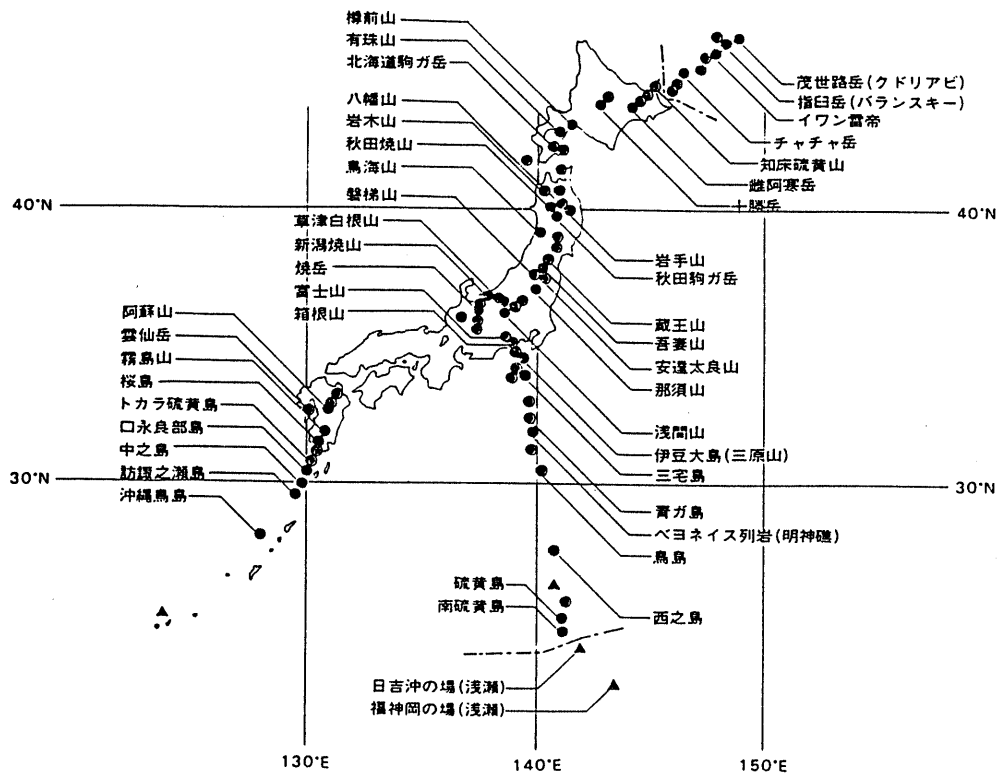 樽前山
有珠山
北海道駒ガ岳
八幡山
岩木山
秋田焼山
鳥海山
磐梯山
草津白根山
新潟焼山
焼岳
富士山
箱根山
阿蘇山
雲仙岳
霧島山
桜島
トカラ硫黄島
口永良部島
中之島
訪諏之瀬島
沖縄鳥島
茂世路岳(クドリアビ)
指臼岳(バランスキー)
イワン雷帝
チャチャ岳
知床硫黄山
雌阿寒岳
十勝岳
40°N
40°N
岩手山
秋田駒ガ岳
蔵王山
吾妻山
安達太良山
那須山
浅間山
伊豆大島(三原山)
三宅島
30°N
30°N
青ガ島
ベヨネイス列岩(明神礁)
鳥島
硫黄島
南硫黄島
西之島
日吉沖の場(浅瀬)
福神岡の場(浅瀬)
130°E
140°E
150°E